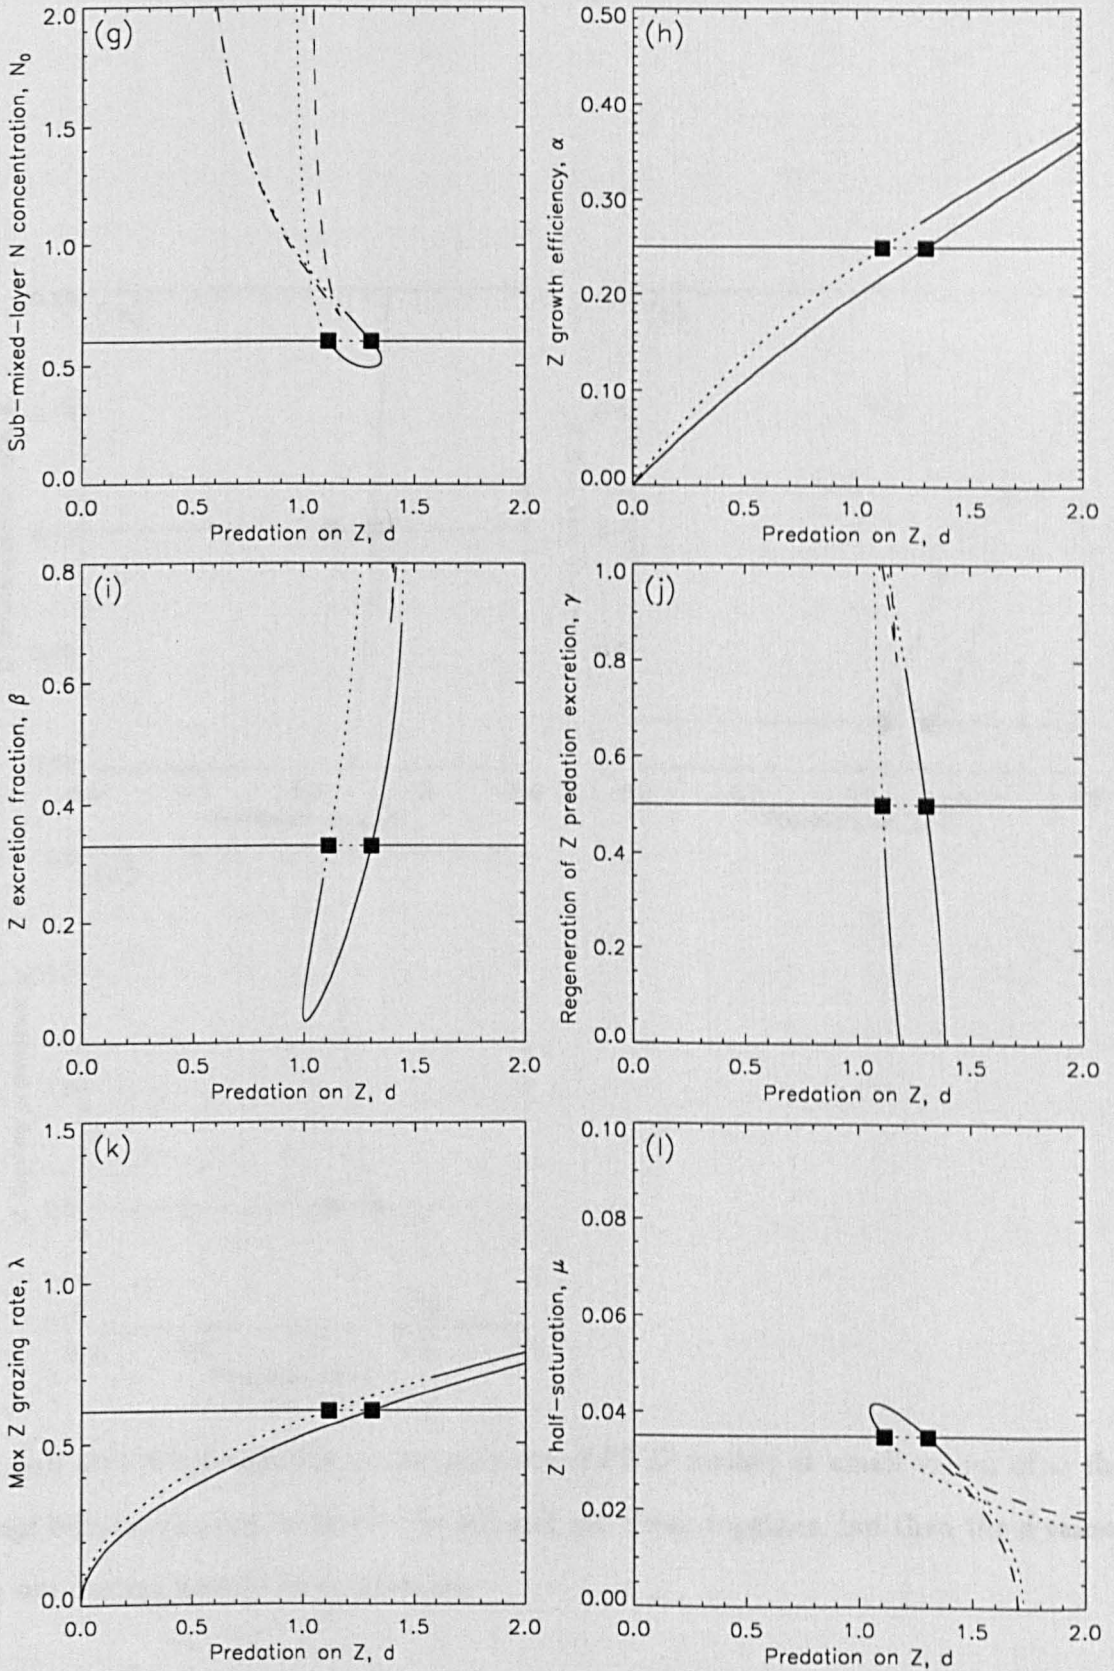 (g)
Sub-mixed-layer N concentration, N₀
2.0
1.5
1.0
0.5
0.0
0.0 0.5 1.0 1.5 2.0
Predation on Z, d
(h)
Z growth efficiency, α
0.50
0.40
0.30
0.20
0.10
0.00
0.0 0.5 1.0 1.5 2.0
Predation on Z, d
(i)
Z excretion fraction, β
0.8
0.6
0.4
0.2
0.0
0.0 0.5 1.0 1.5 2.0
Predation on Z, d
(j)
Regeneration of Z predation excretion, γ
1.0
0.8
0.6
0.4
0.2
0.0
0.0 0.5 1.0 1.5 2.0
Predation on Z, d
(k)
Max Z grazing rate, λ
1.5
1.0
0.5
0.0
0.0 0.5 1.0 1.5 2.0
Predation on Z, d
(l)
Z half-saturation, μ
0.10
0.08
0.06
0.04
0.02
0.00
0.0 0.5 1.0 1.5 2.0
Predation on Z, d